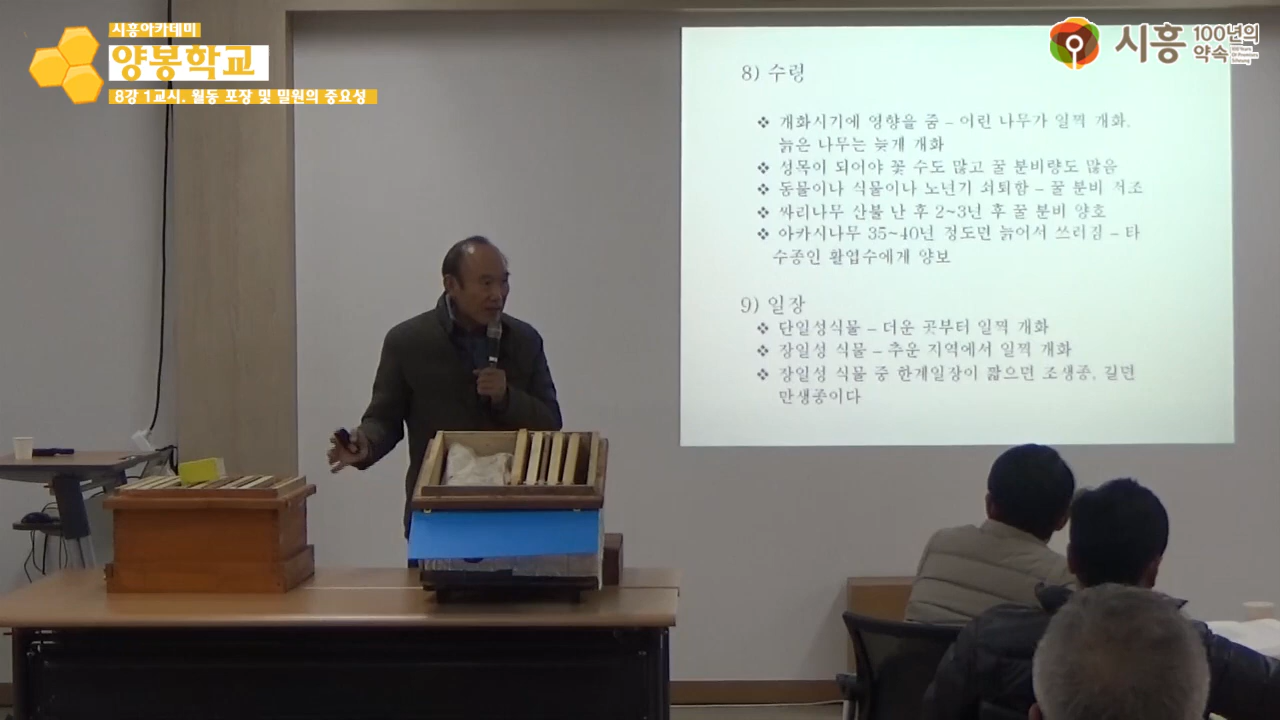 시흥아카데미
양봉학교
8강 1교시. 월동 포장 및 밀원의 중요성
시흥 100년의
약속
8) 수령
❖ 개화시기에 영향을 줌 – 어린 나무가 일찍 개화,
늙은 나무는 늦게 개화
❖ 성목이 되어야 꽃 수도 많고 꿀 분비량도 많음
❖ 동물이나 식물이나 노년기 쇠퇴함 – 꿀 분비 저조
❖ 싸리나무 산불 난 후 2~3년 후 꿀 분비 양호
❖ 아카시나무 35~40년 정도면 늙어서 쓰러짐 – 타
수종인 활엽수에게 양보
9) 일장
❖ 단일성식물 – 더운 곳부터 일찍 개화
❖ 장일성 식물 – 추운 지역에서 일찍 개화
❖ 장일성 식물 중 한계일장이 짧으면 조생종, 길면
만생종이다